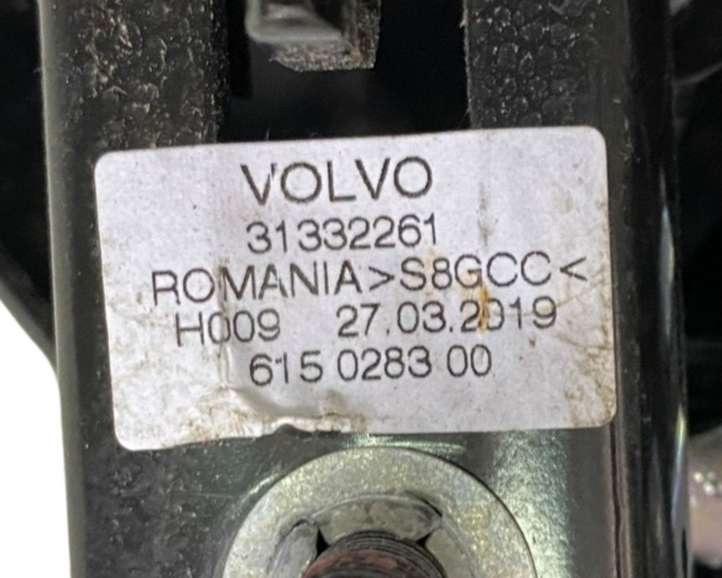 VOLVO
31332261
ROMANIA>S8GCC<
H009 27.03.2019
615 0283 00